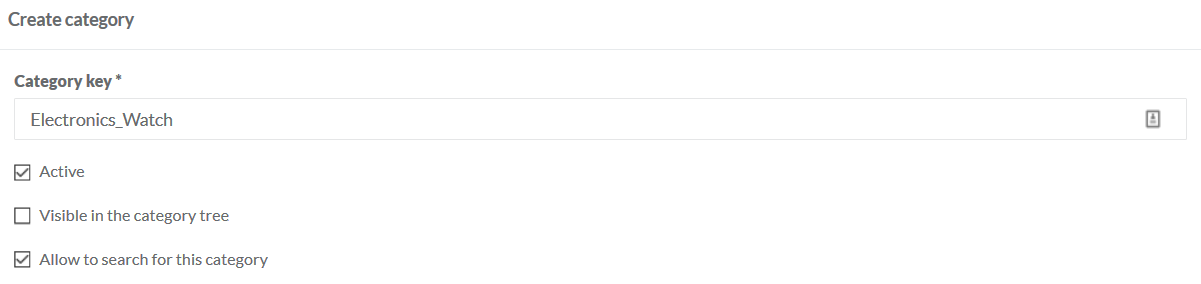 Create category
Category key *
Electronics_Watch
Active
Visible in the category tree
Allow to search for this category